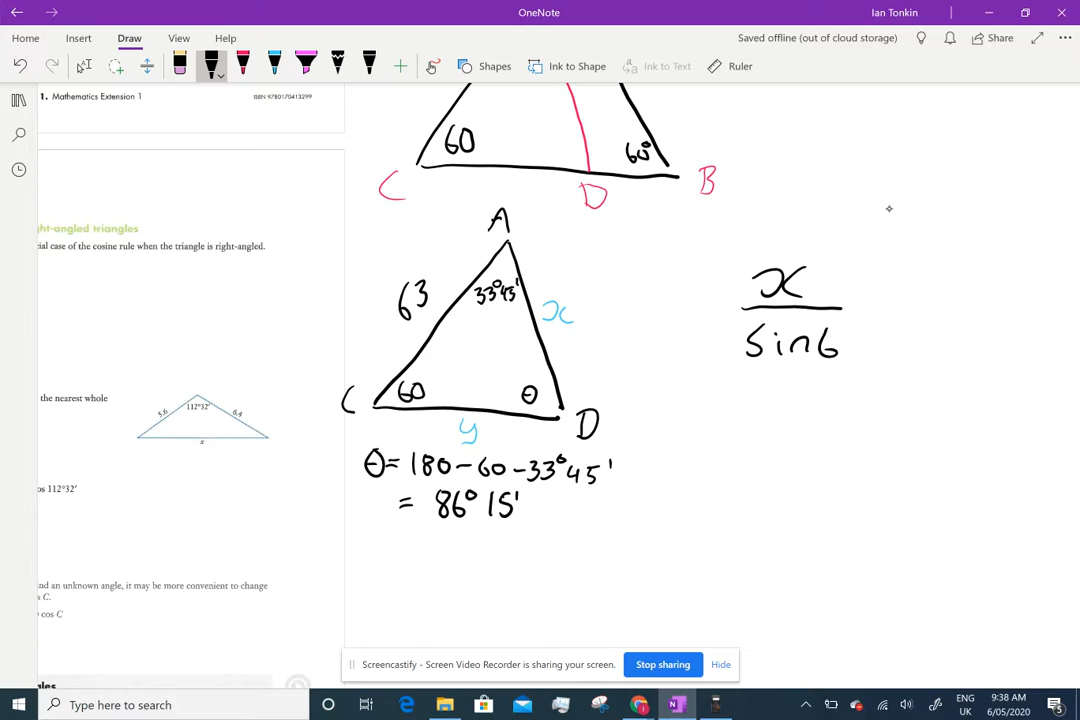 OneNote
Ian Tonkin
Home Insert Draw View Help
Saved offline (out of cloud storage)
Share
Shapes
Ink to Shape
Ink to Text
Ruler
1. Mathematics Extension 1
ISBN 9780170413299
60
60°
C
D
B
ght-angled triangles
ial case of the cosine rule when the triangle is right-angled.
A
63
33°45'
x
x
sin6
the nearest whole
5.6
112°32'
6.4
x
C
60
θ
D
y
θ= 180-60-33°45'
= 86°15'
os 112°32'
nd an unknown angle, it may be more convenient to change
s C.
cos C
gles
Screencastify - Screen Video Recorder is sharing your screen.
Stop sharing
Hide
Type here to search
ENG
UK
9:38 AM
6/05/2020
5